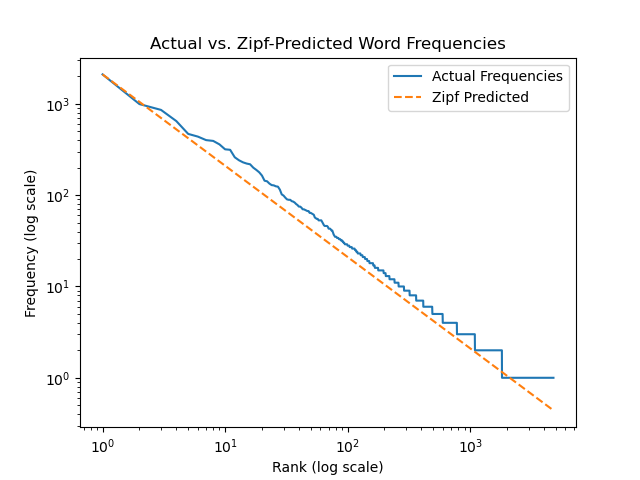 Actual vs. Zipf-Predicted Word Frequencies
Actual Frequencies
Zipf Predicted
Frequency (log scale)
10³
10²
10¹
10⁰
10⁰ 10¹ 10² 10³
Rank (log scale)